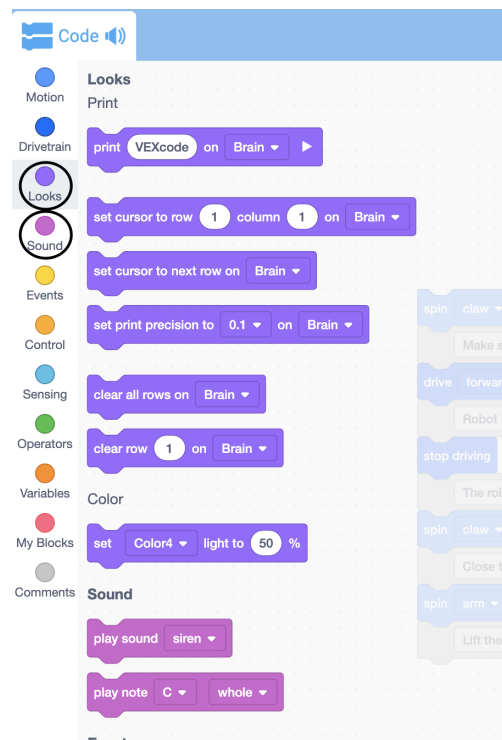 Code
Motion
Drivetrain
Looks
Sound
Events
Control
Sensing
Operators
Variables
My Blocks
Comments
Looks
Print
print VEXcode on Brain
set cursor to row 1 column 1 on Brain
set cursor to next row on Brain
set print precision to 0.1 on Brain
clear all rows on Brain
clear row 1 on Brain
Color
set Color4 light to 50 %
Sound
play sound siren
play note C whole
spin claw
Make
drive
Robot
stop driving
The
spin claw
Close
spin arm
Lift the